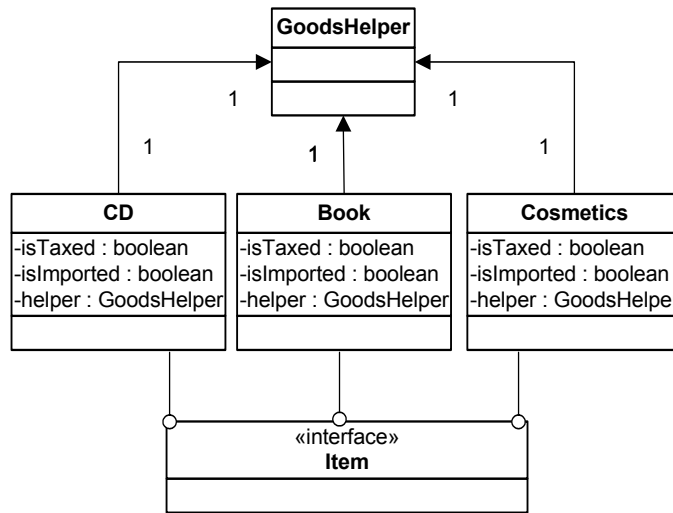 GoodsHelper
1
1
1
1
1
1
CD
-isTaxed : boolean
-isImported : boolean
-helper : GoodsHelper
Book
-isTaxed : boolean
-isImported : boolean
-helper : GoodsHelper
Cosmetics
-isTaxed : boolean
-isImported : boolean
-helper : GoodsHelpe
«interface»
Item